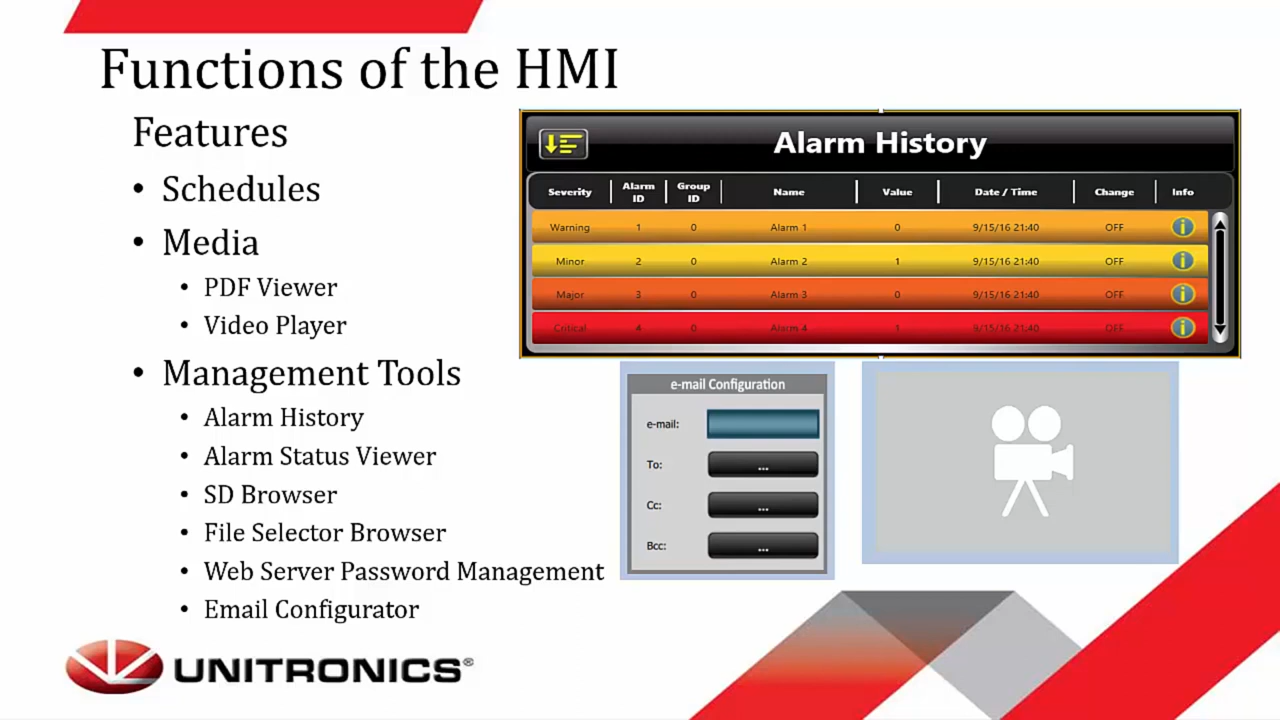 Functions of the HMI
Features
• Schedules
• Media
• PDF Viewer
• Video Player
• Management Tools
• Alarm History
• Alarm Status Viewer
• SD Browser
• File Selector Browser
• Web Server Password Management
• Email Configurator
Alarm History
Severity Alarm ID Group ID Name Value Date / Time Change Info
Warning 1 0 Alarm 1 0 9/15/16 21:40 OFF i
Minor 2 0 Alarm 2 1 9/15/16 21:40 OFF i
Major 3 0 Alarm 3 0 9/15/16 21:40 OFF i
Critical 4 0 Alarm 4 1 9/15/16 21:40 OFF i
e-mail Configuration
e-mail:
To: ...
Cc: ...
Bcc: ...
UNITRONICS®